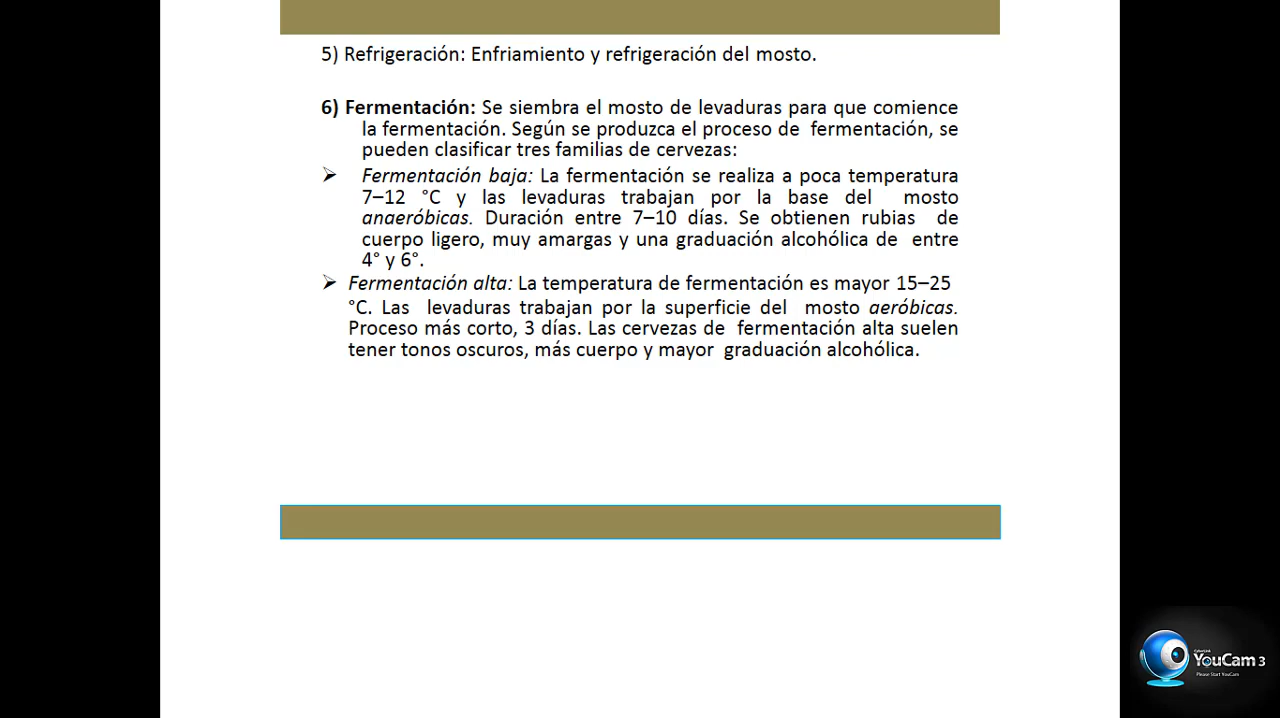 5) Refrigeración: Enfriamiento y refrigeración del mosto.
6) Fermentación: Se siembra el mosto de levaduras para que comience
la fermentación. Según se produzca el proceso de fermentación, se
pueden clasificar tres familias de cervezas:
➢ Fermentación baja: La fermentación se realiza a poca temperatura
7–12 °C y las levaduras trabajan por la base del mosto
anaeróbicas. Duración entre 7–10 días. Se obtienen rubias de
cuerpo ligero, muy amargas y una graduación alcohólica de entre
4° y 6°.
➢ Fermentación alta: La temperatura de fermentación es mayor 15–25
°C. Las levaduras trabajan por la superficie del mosto aeróbicas.
Proceso más corto, 3 días. Las cervezas de fermentación alta suelen
tener tonos oscuros, más cuerpo y mayor graduación alcohólica.
CyberLink
YouCam 3
Please Start YouCam